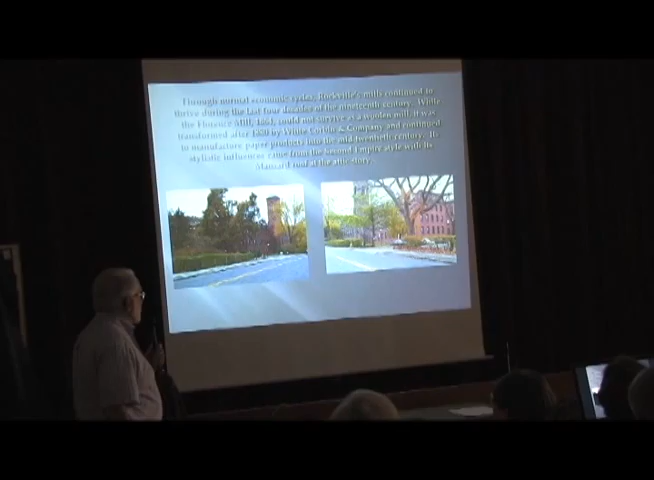 Through normal economic cycles, Rockville's mills continued to
thrive during the last four decades of the nineteenth century. While
the Florence Mill, 1864, could not survive as a woolen mill, it was
transformed after 1880 by White Corbin & Company and continued
to manufacture paper products into the mid twentieth century. Its
stylistic influences came from the Second Empire style with its
Mansard roof at the attic story.